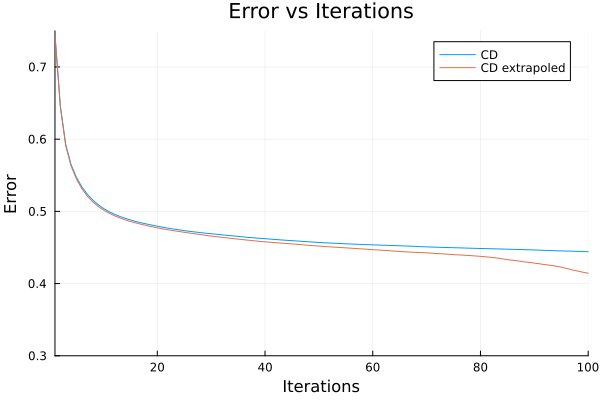 Error vs Iterations
CD
CD extrapoled
Error
0.7
0.6
0.5
0.4
0.3
20 40 60 80 100
Iterations